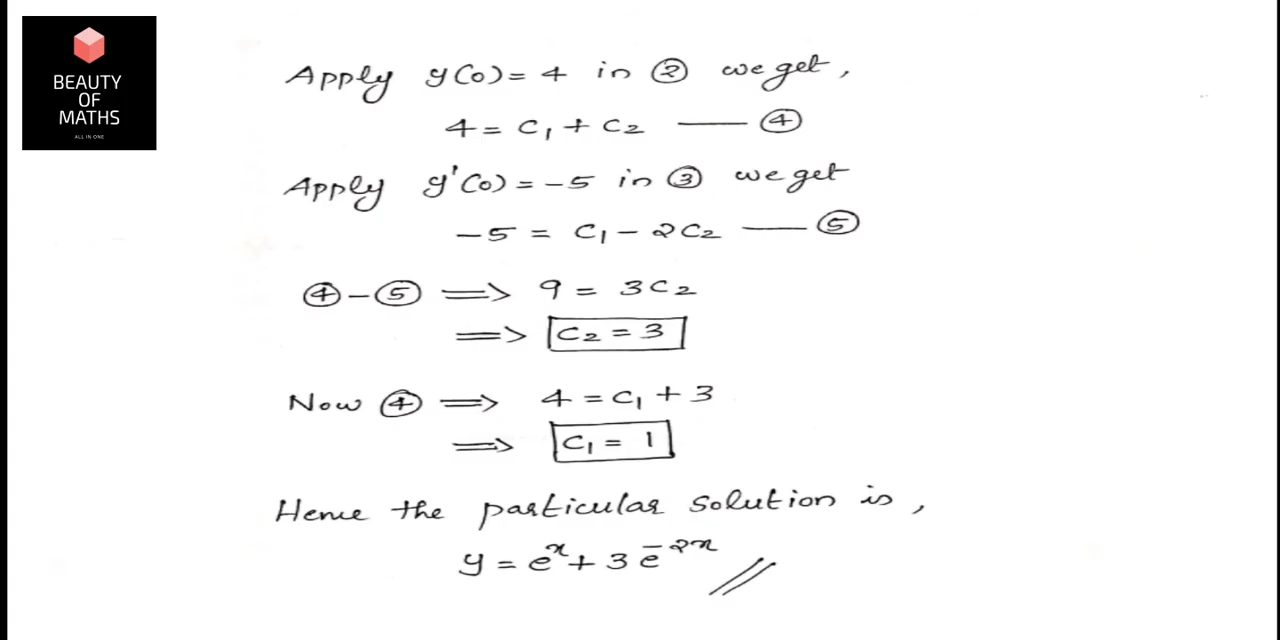 BEAUTY
OF
MATHS
ALL IN ONE
Apply y(0) = 4 in ② we get,
4 = C₁ + C₂ —— ④
Apply y'(0) = -5 in ③ we get
-5 = C₁ - 2C₂ —— ⑤
④ - ⑤ ⟹ 9 = 3C₂
⟹ C₂ = 3
Now ④ ⟹ 4 = C₁ + 3
⟹ C₁ = 1
Hence the particular solution is,
y = eˣ + 3e⁻²ˣ //